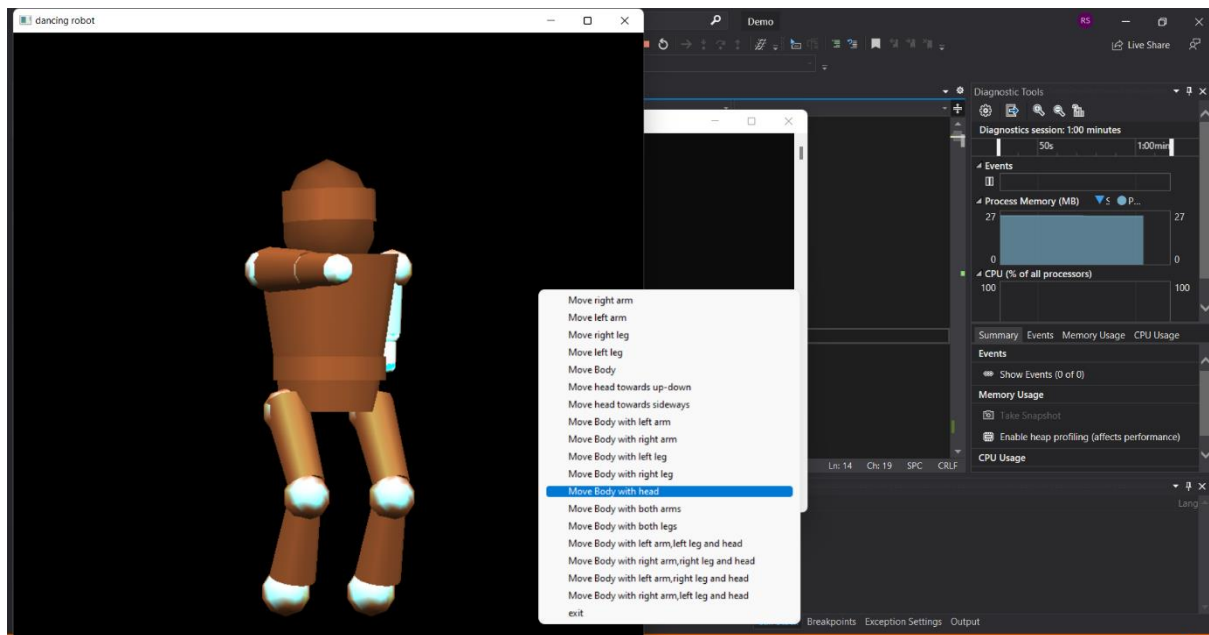 dancing robot
Demo
RS
Live Share
Diagnostic Tools
Diagnostics session: 1:00 minutes
50s 1:00min
Events
Process Memory (MB) S P...
27 27
0 0
CPU (% of all processors)
100 100
Summary Events Memory Usage CPU Usage
Events
Show Events (0 of 0)
Memory Usage
Take Snapshot
Enable heap profiling (affects performance)
CPU Usage
Move right arm
Move left arm
Move right leg
Move left leg
Move Body
Move head towards up-down
Move head towards sideways
Move Body with left arm
Move Body with right arm
Move Body with left leg
Move Body with right leg
Move Body with head
Move Body with both arms
Move Body with both legs
Move Body with left arm,left leg and head
Move Body with right arm,right leg and head
Move Body with left arm,right leg and head
Move Body with right arm,left leg and head
exit
Ln: 14 Ch: 19 SPC CRLF
Lang
Breakpoints Exception Settings Output